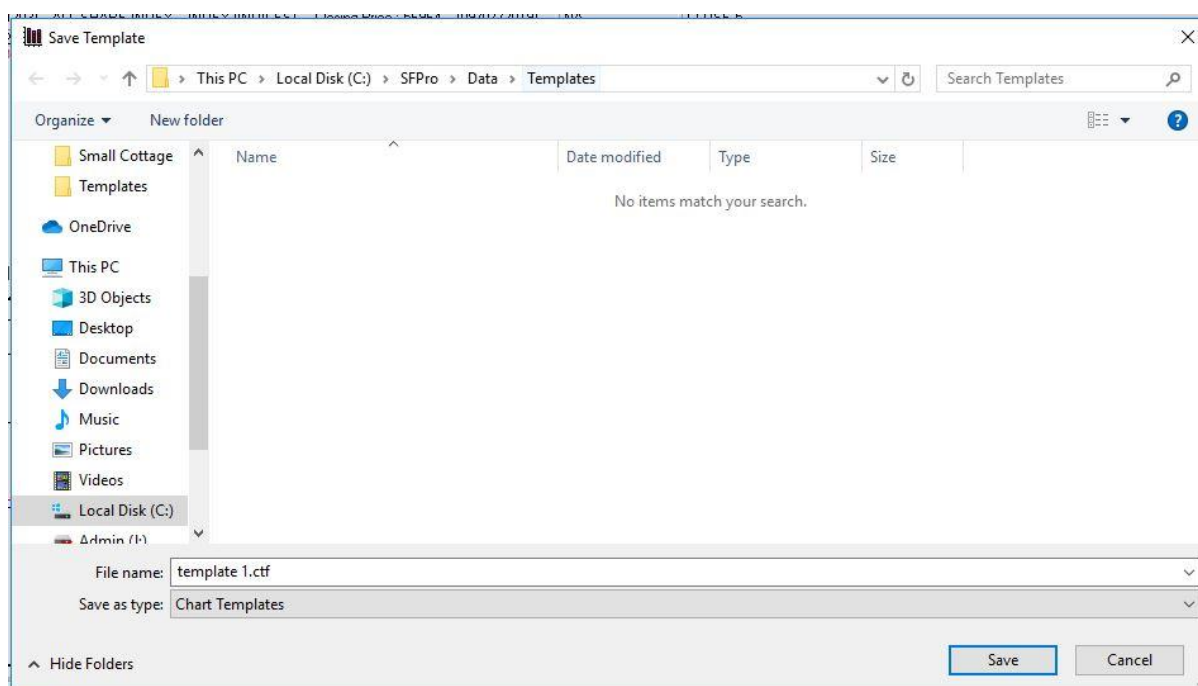 Save Template
This PC > Local Disk (C:) > SFPro > Data > Templates
Search Templates
Organize New folder
Name Date modified Type Size
No items match your search.
Small Cottage
Templates
OneDrive
This PC
3D Objects
Desktop
Documents
Downloads
Music
Pictures
Videos
Local Disk (C:)
Admin (I:)
File name: template 1.ctf
Save as type: Chart Templates
Hide Folders
Save
Cancel